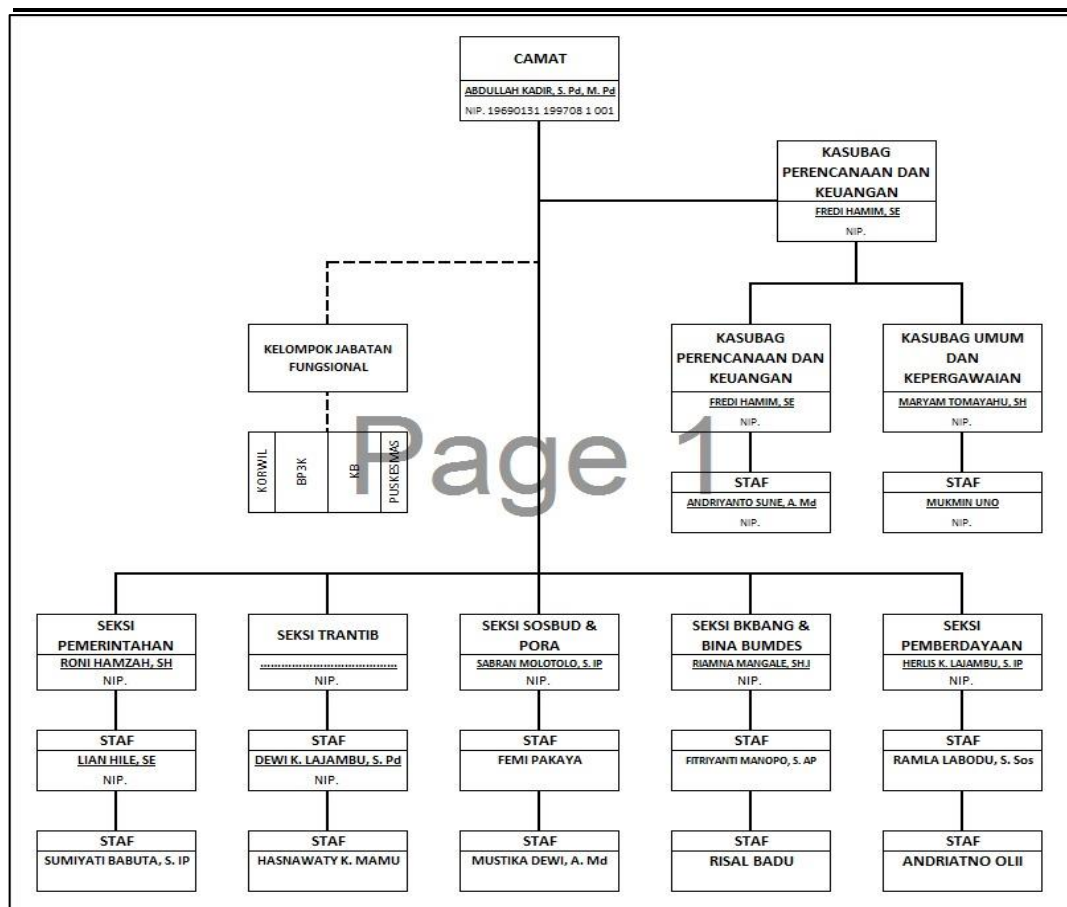 CAMAT
ABDULLAH KADIR, S. Pd, M. Pd
NIP. 19690131 199708 1 001
KASUBAG
PERENCANAAN DAN
KEUANGAN
FREDI HAMIM, SE
NIP.
KELOMPOK JABATAN
FUNGSIONAL
KORWIL
BP3K
KB
PUSKESMAS
KASUBAG
PERENCANAAN DAN
KEUANGAN
FREDI HAMIM, SE
NIP.
KASUBAG UMUM
DAN
KEPERGAWAIAN
MARYAM TOMAYAHU, SH
NIP.
Page 1
STAF
ANDRIYANTO SUNE, A. Md
NIP.
STAF
MUKMIN UNO
NIP.
SEKSI
PEMERINTAHAN
RONI HAMZAH, SH
NIP.
SEKSI TRANTIB
.......................................
NIP.
SEKSI SOSBUD &
PORA
SABRAN MOLOTOLO, S. IP
NIP.
SEKSI BKBANG &
BINA BUMDES
RIAMNA MANGALE, SH.I
NIP.
SEKSI
PEMBERDAYAAN
HERLIS K. LAJAMBU, S. IP
NIP.
STAF
LIAN HILE, SE
NIP.
STAF
DEWI K. LAJAMBU, S. Pd
NIP.
STAF
FEMI PAKAYA
STAF
FITRIYANTI MANOPO, S. AP
STAF
RAMLA LABODU, S. Sos
STAF
SUMIYATI BABUTA, S. IP
STAF
HASNAWATY K. MAMU
STAF
MUSTIKA DEWI, A. Md
STAF
RISAL BADU
STAF
ANDRIATNO OLII